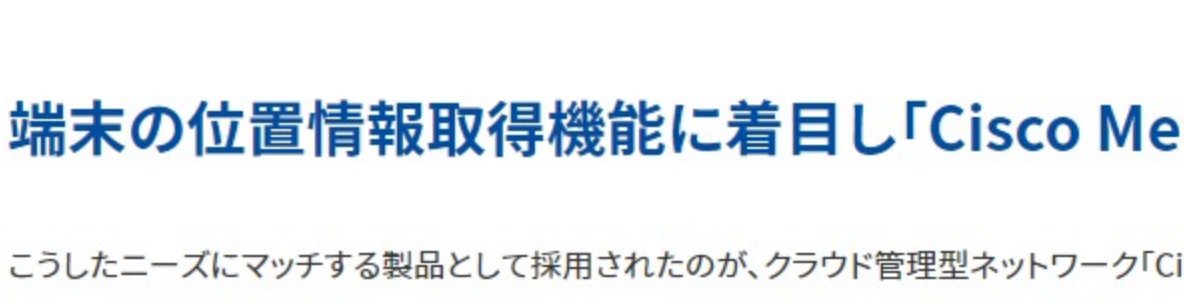 端末の位置情報取得機能に着目し「Cisco Me
こうしたニーズにマッチする製品として採用されたのが、クラウド管理型ネットワーク「Ci